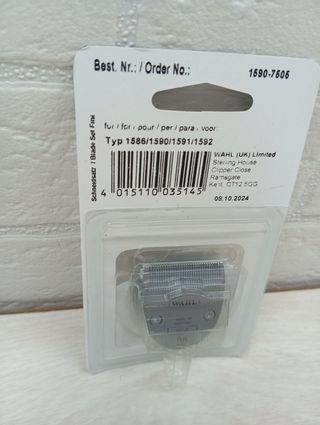 Best. Nr.: / Order No.:
1590-7505
für / for / pour / per / para / voor:
Typ 1586/1590/1591/1592
WAHL (UK) Limited
Sterling House
Clipper Close
Ramsgate
Kent, CT12 5GG
09.10.2024
4 015110 035145
Schneidsatz / Blade Set Fine
WAHL